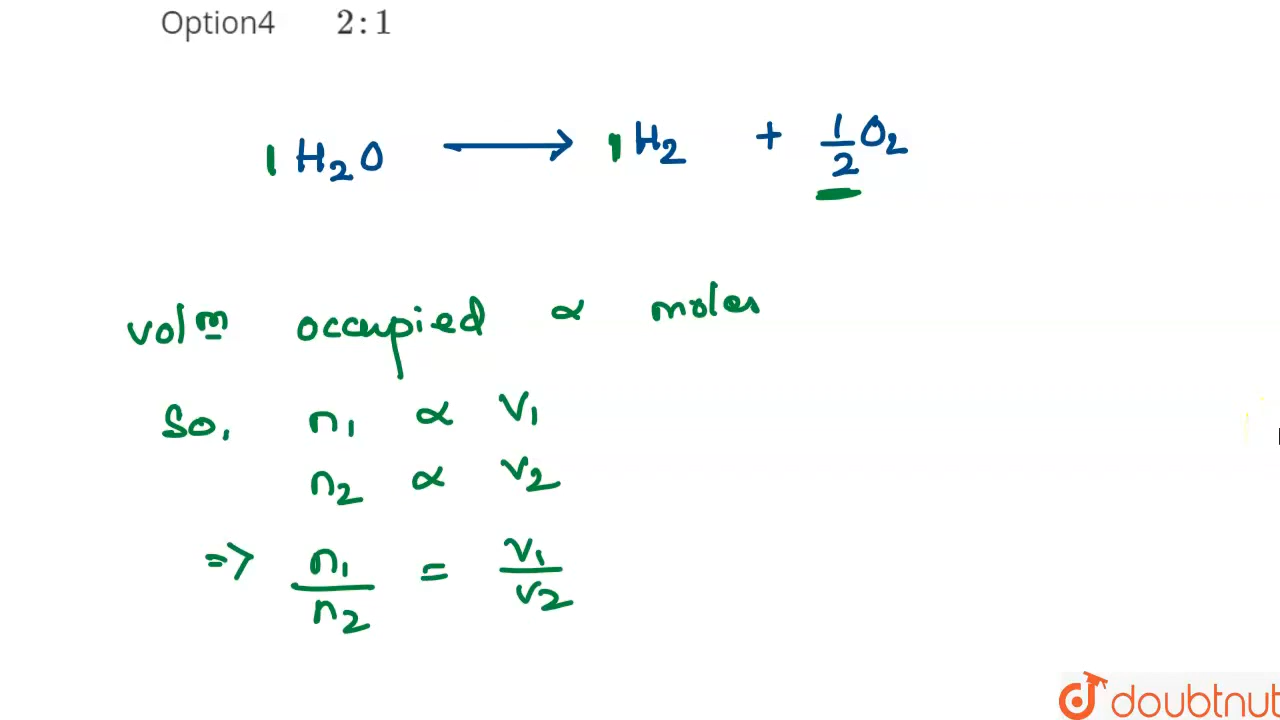 Option4 2:1
1 H₂O ⟶ 1 H₂ + 1/2 O₂
volm occupied ∝ moles
So, n₁ ∝ V₁
n₂ ∝ V₂
=> n₁/n₂ = V₁/V₂
doubtnut